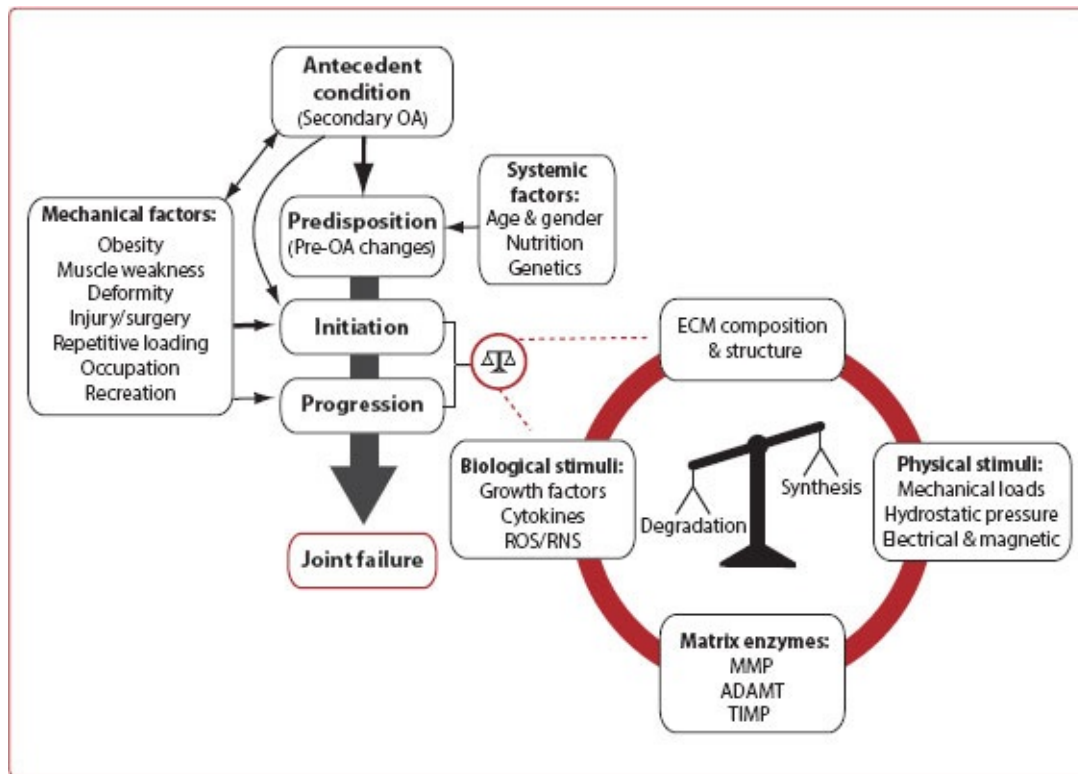 Antecedent
condition
(Secondary OA)
Systemic
factors:
Age & gender
Nutrition
Genetics
Mechanical factors:
Obesity
Muscle weakness
Deformity
Injury/surgery
Repetitive loading
Occupation
Recreation
Predisposition
(Pre-OA changes)
Initiation
Progression
Joint failure
ECM composition
& structure
Biological stimuli:
Growth factors
Cytokines
ROS/RNS
Degradation
Synthesis
Physical stimuli:
Mechanical loads
Hydrostatic pressure
Electrical & magnetic
Matrix enzymes:
MMP
ADAMT
TIMP